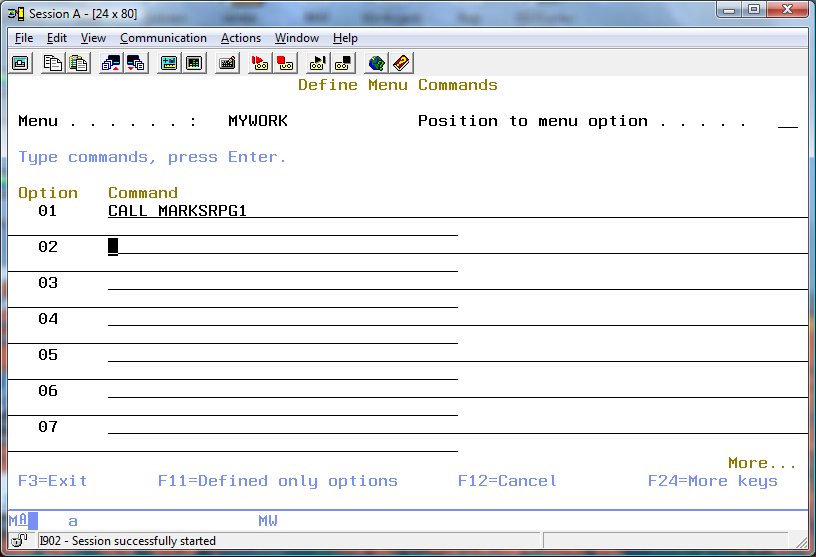 Session A - [24 x 80]
File Edit View Communication Actions Window Help
Define Menu Commands
Menu . . . . . . : MYWORK Position to menu option . . . . . __
Type commands, press Enter.
Option Command
01 CALL MARKSRPG1
02
03
04
05
06
07
More...
F3=Exit F11=Defined only options F12=Cancel F24=More keys
MA a MW
I902 - Session successfully started